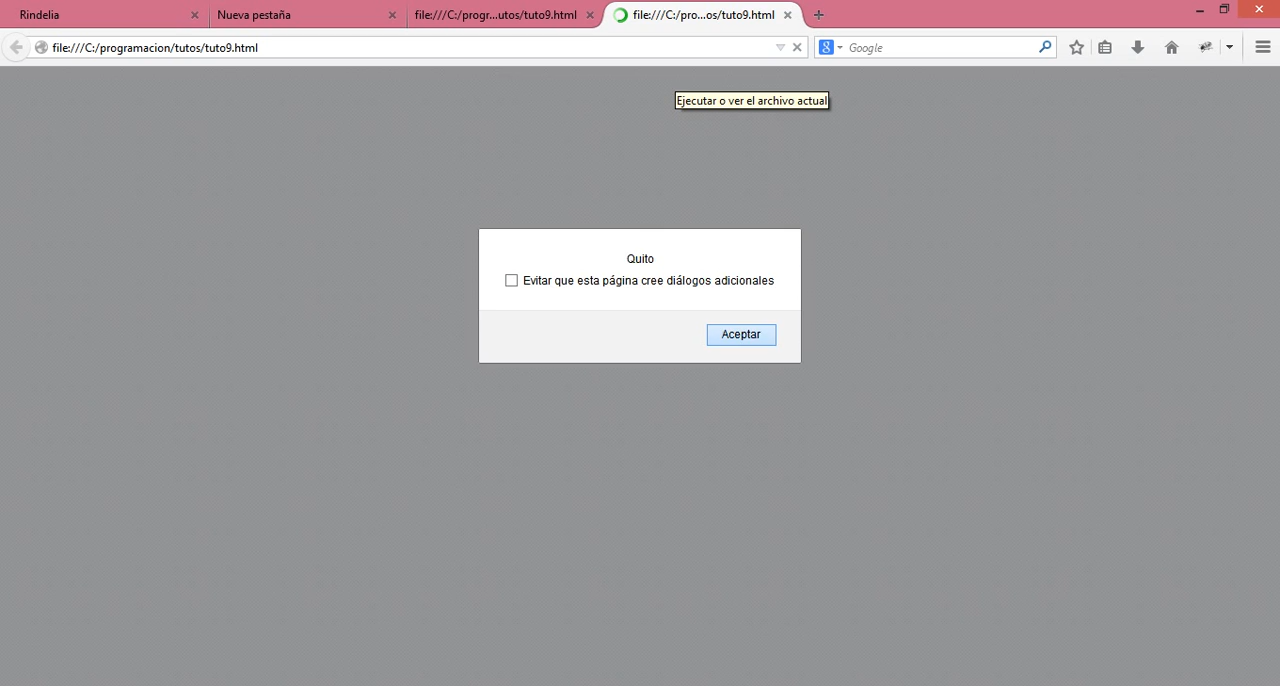 Rindelia
Nueva pestaña
file:///C:/progr...utos/tuto9.html
file:///C:/pro...os/tuto9.html
file:///C:/programacion/tutos/tuto9.html
8
Google
Ejecutar o ver el archivo actual
Quito
Evitar que esta página cree diálogos adicionales
Aceptar